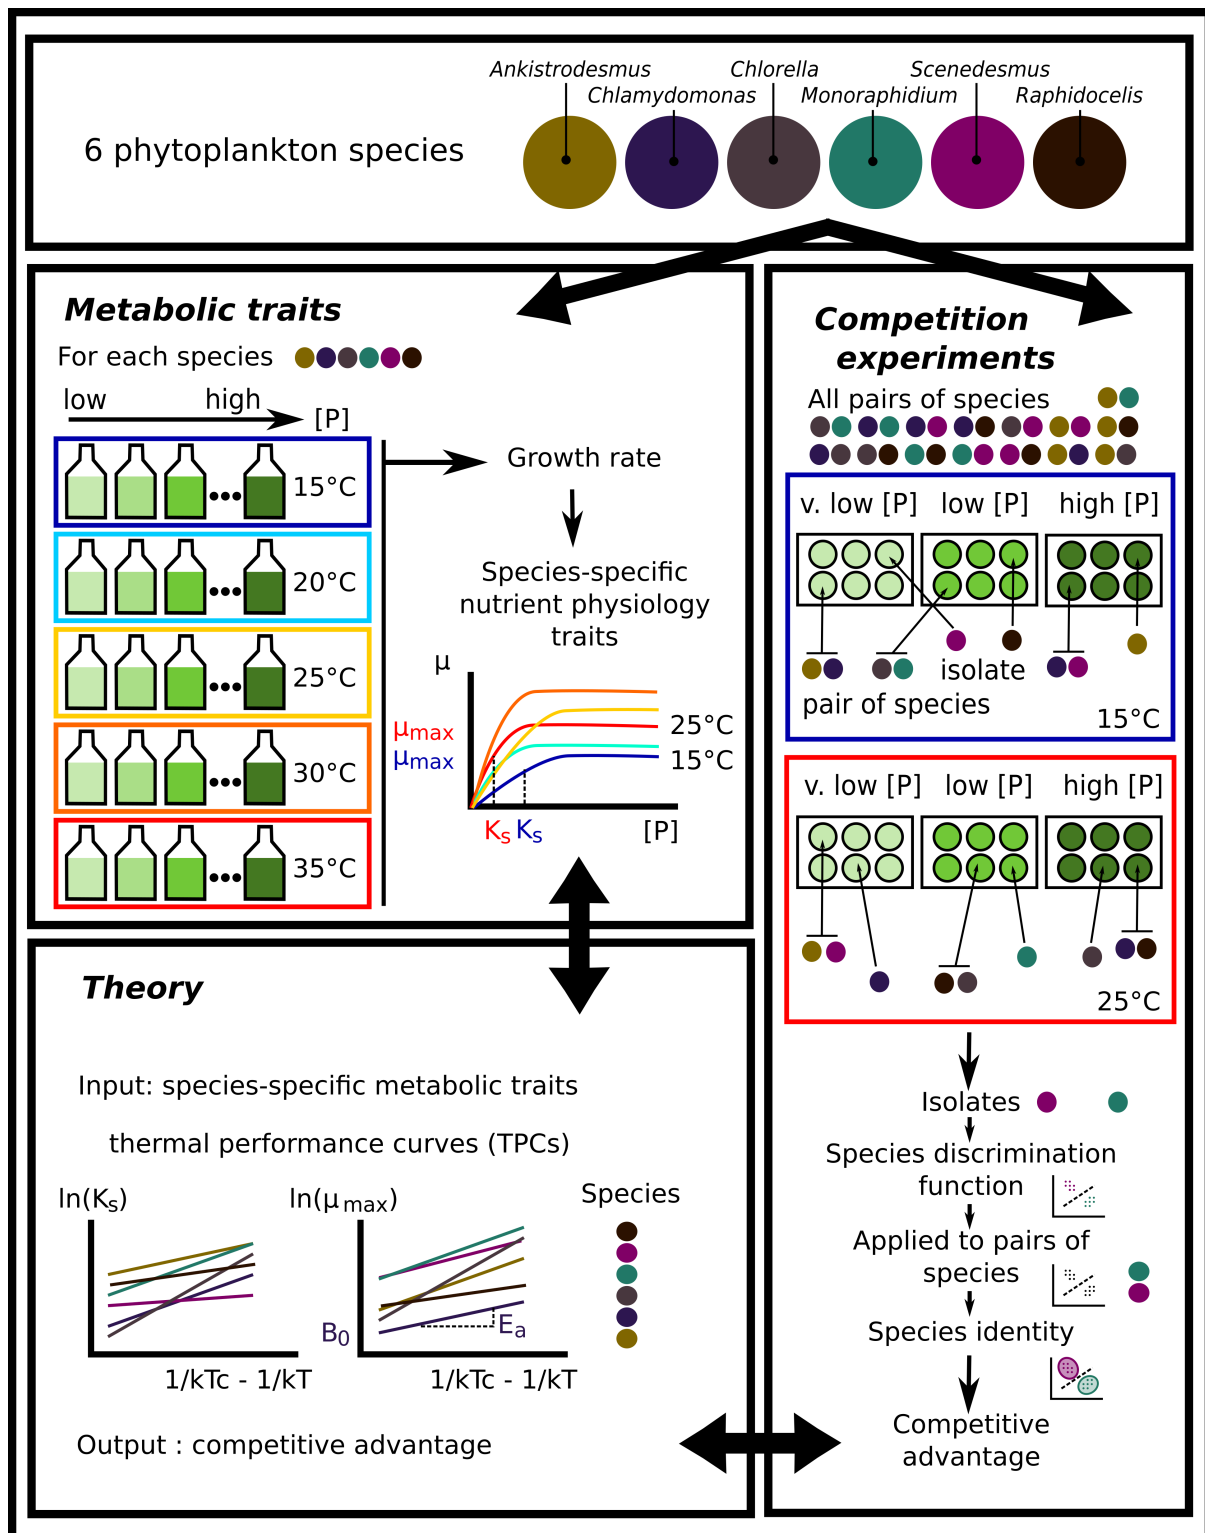 Ankistrodesmus
Chlorella
Scenedesmus
Chlamydomonas
Monoraphidium
Raphidocelis
6 phytoplankton species
Metabolic traits
For each species
low
high
[P]
15°C
20°C
25°C
30°C
35°C
Growth rate
Species-specific
nutrient physiology
traits
μ
μmax
μmax
25°C
15°C
Ks
Ks
[P]
Theory
Input: species-specific metabolic traits
thermal performance curves (TPCs)
ln(Ks)
ln(μmax)
Species
B0
Ea
1/kTc - 1/kT
1/kTc - 1/kT
Output : competitive advantage
Competition
experiments
All pairs of species
v. low [P]
low [P]
high [P]
isolate
pair of species
15°C
v. low [P]
low [P]
high [P]
25°C
Isolates
Species discrimination
function
Applied to pairs of
species
Species identity
Competitive
advantage